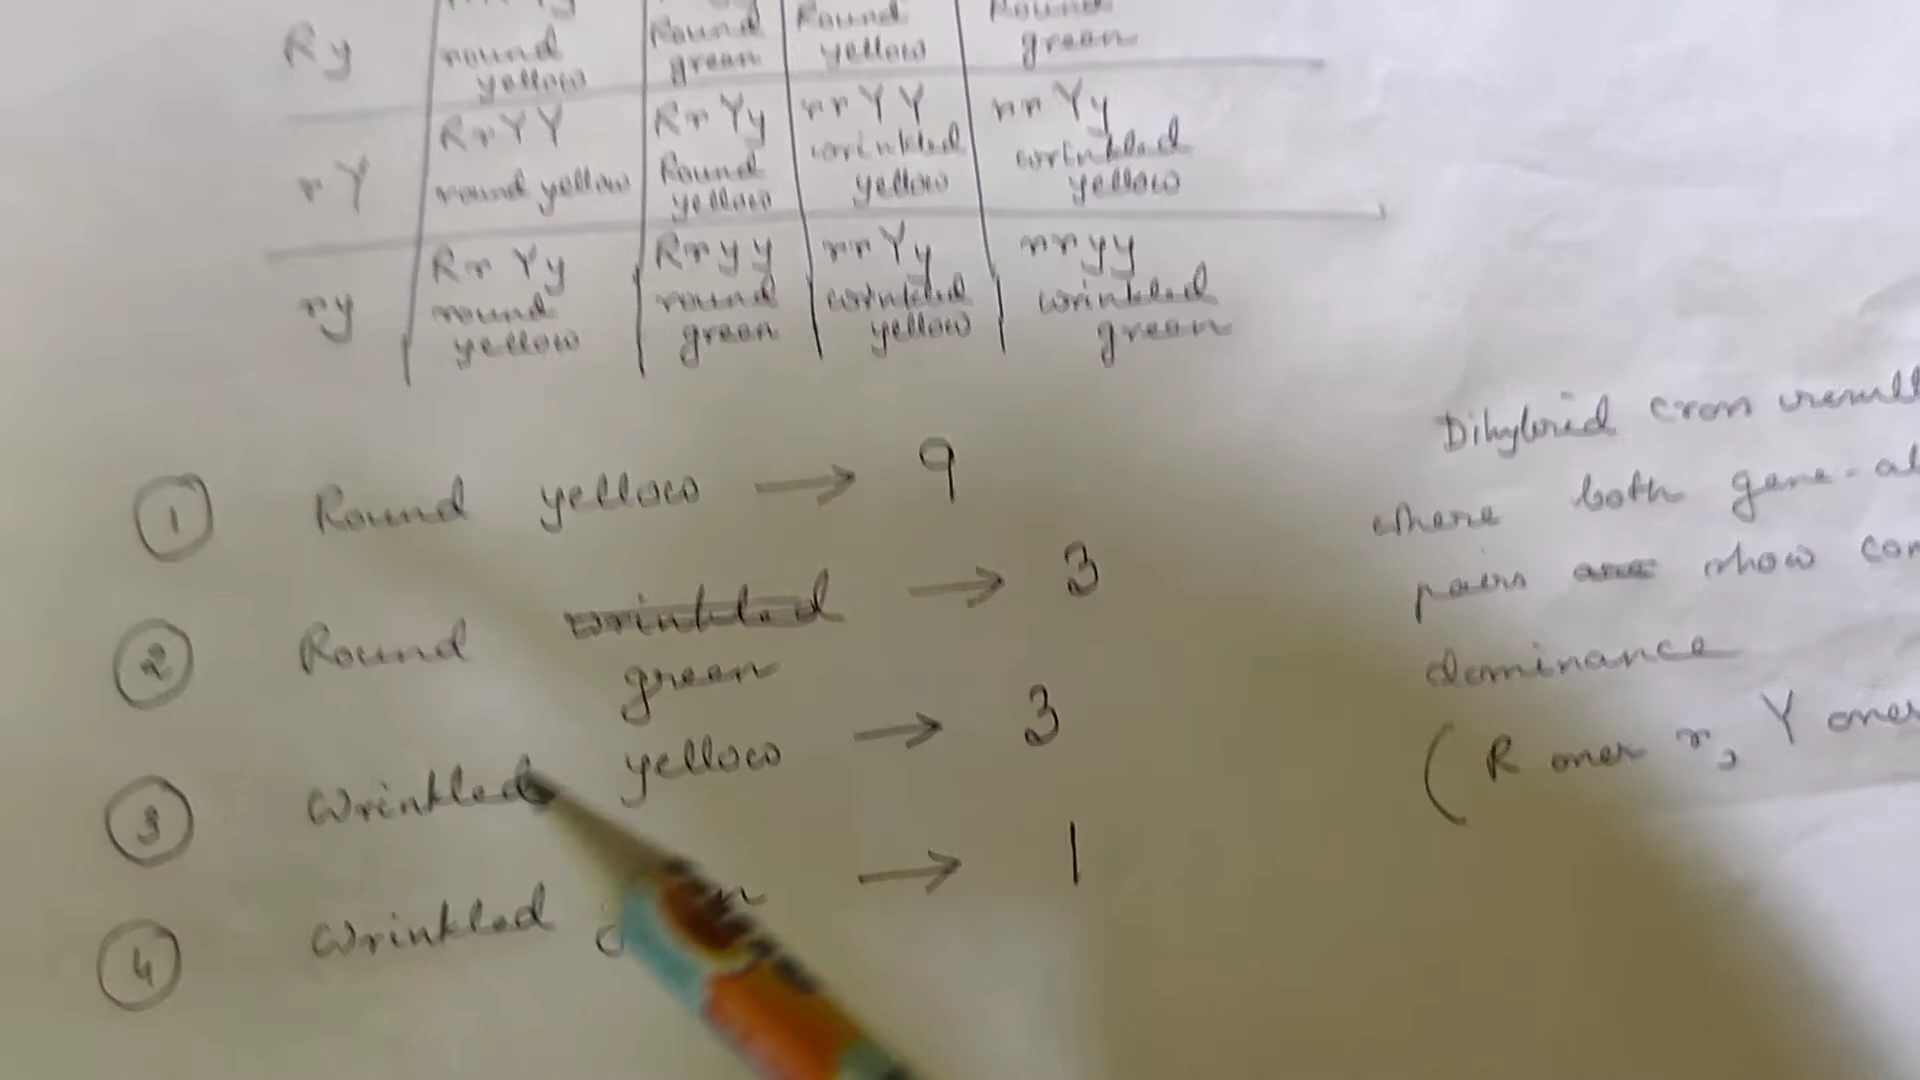 Ry
round yellow
Round green
Round yellow
Round green
rY
RrYY round yellow
RrYy Round yellow
rrYY wrinkled yellow
rrYy wrinkled yellow
ry
RrYy round yellow
Rryy round green
rrYy wrinkled yellow
rryy wrinkled green
① Round yellow → 9
② Round wrinkled → 3
green
③ Wrinkled yellow → 3
④ Wrinkled → 1
Dihybrid cross
where both gene-al
pairs are show com
dominance
(R over r, Y over